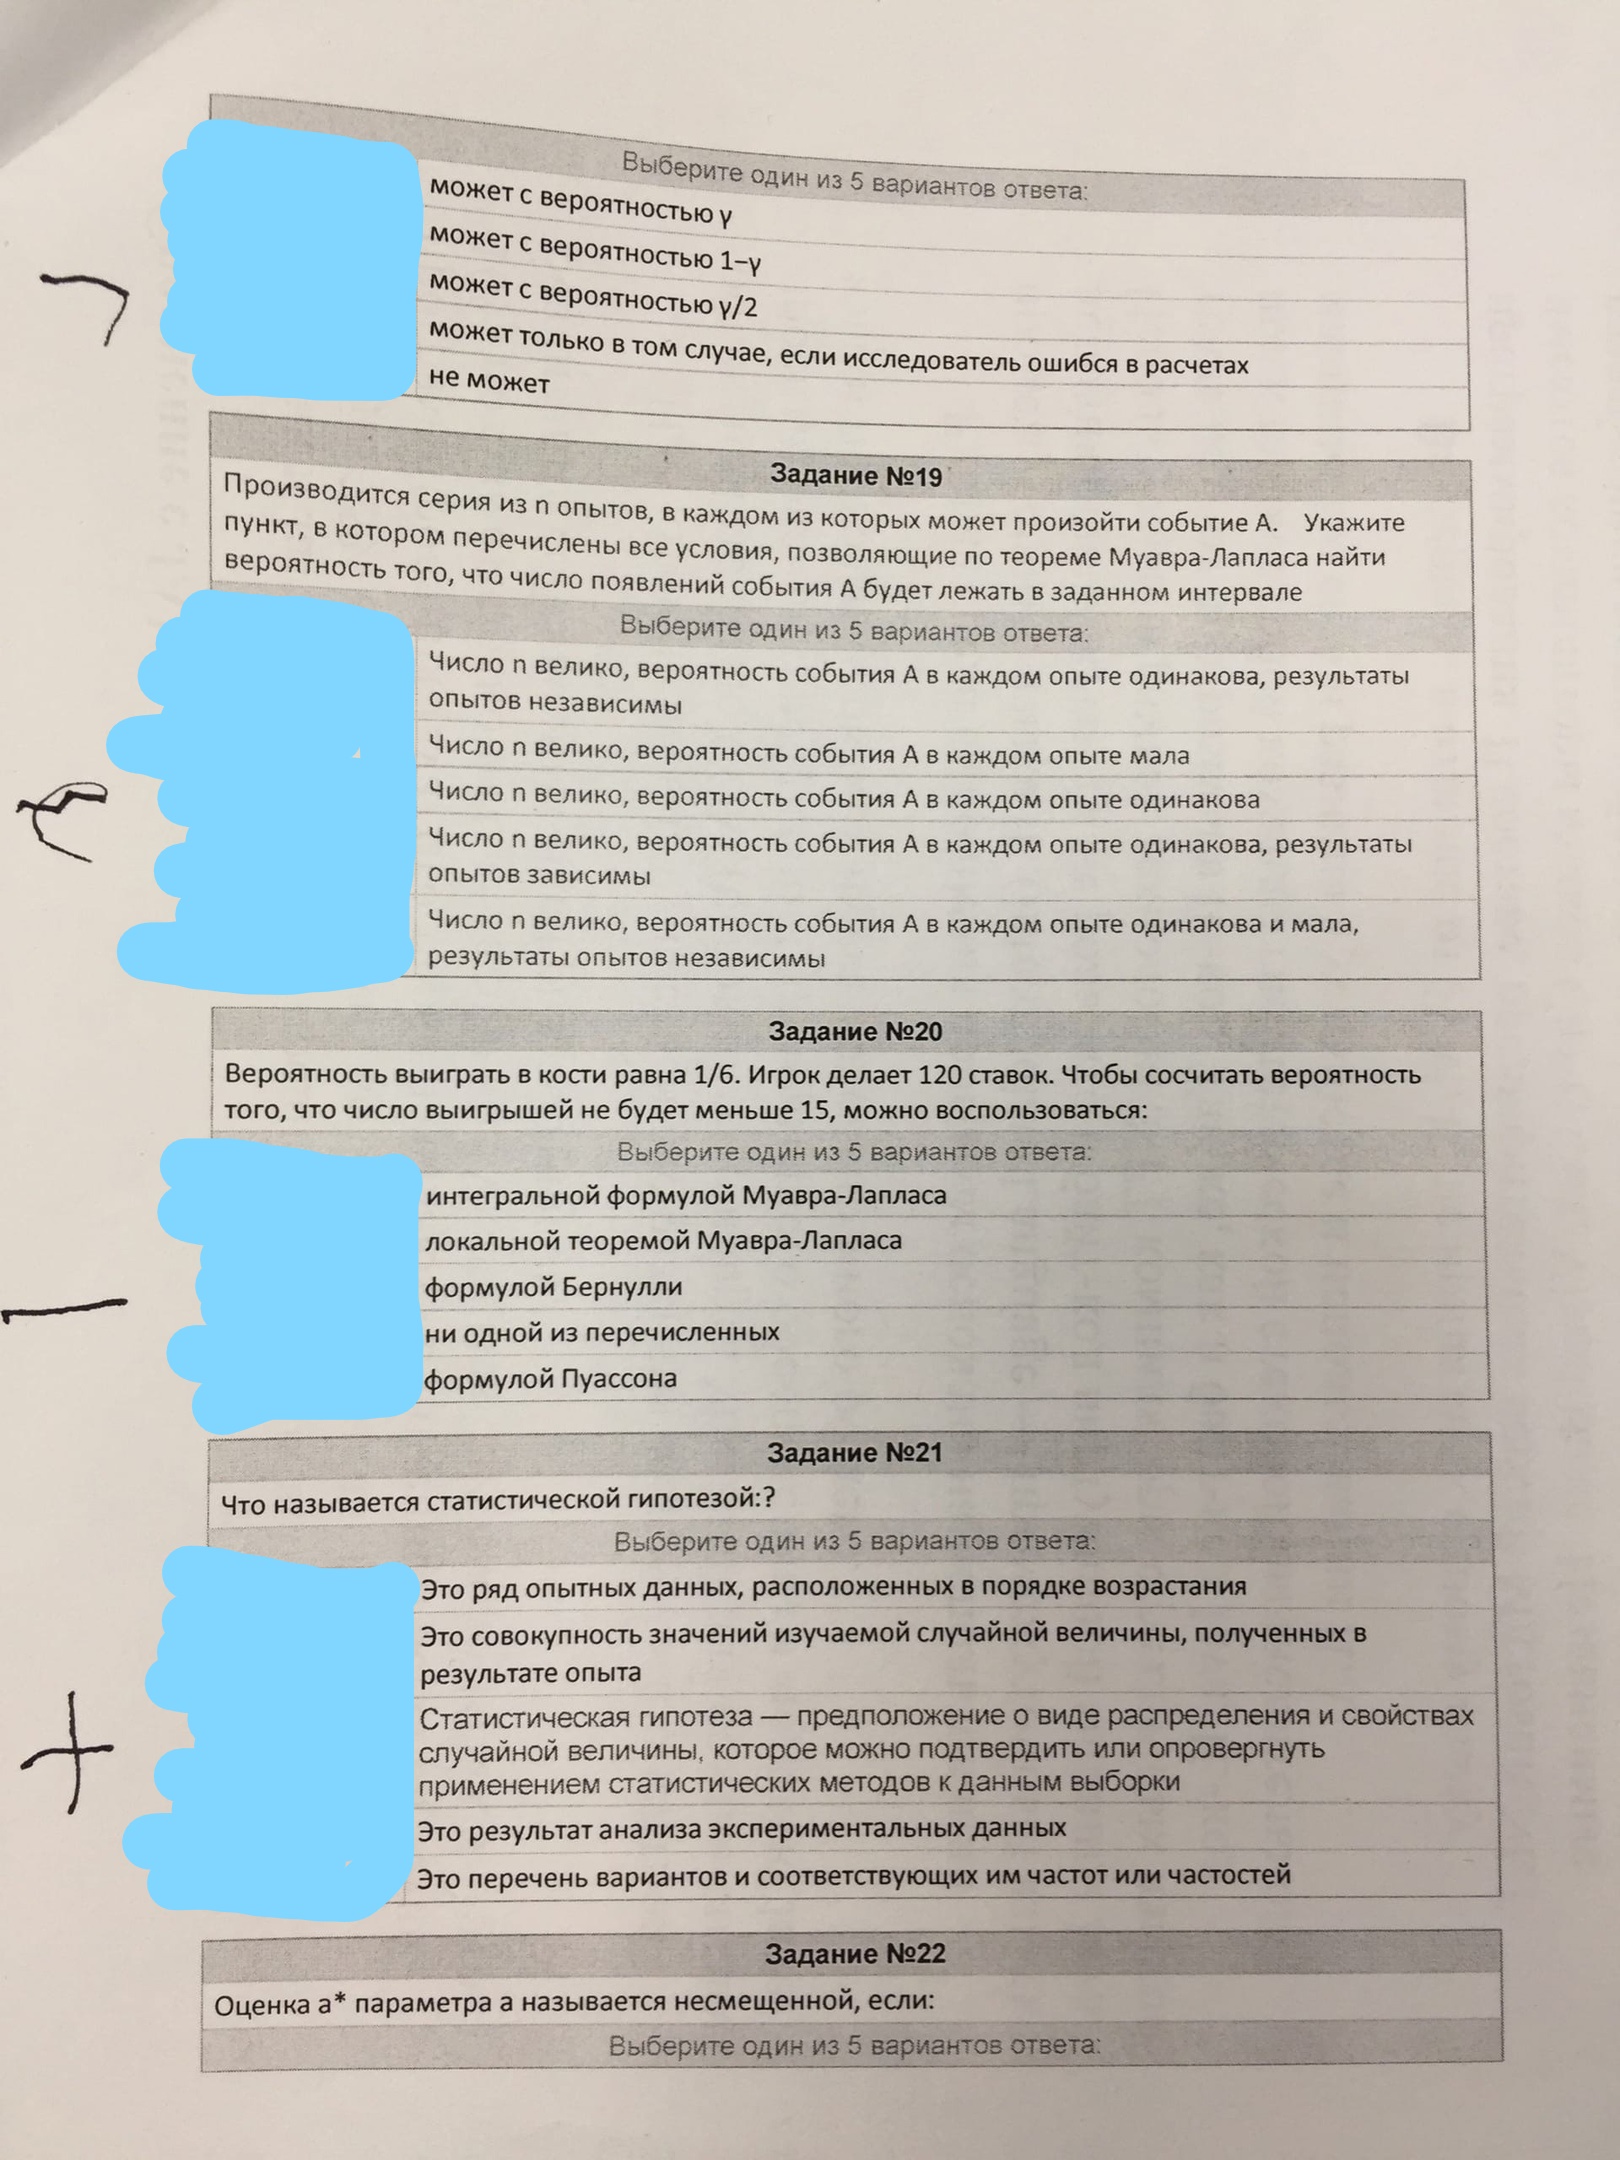 Выберите один из 5 вариантов ответа:
может с вероятностью γ
может с вероятностью 1−γ
может с вероятностью γ/2
может только в том случае, если исследователь ошибся в расчетах
не может
Задание №19
Производится серия из n опытов, в каждом из которых может произойти событие А. Укажите
пункт, в котором перечислены все условия, позволяющие по теореме Муавра-Лапласа найти
вероятность того, что число появлений события А будет лежать в заданном интервале
Выберите один из 5 вариантов ответа:
Число n велико, вероятность события А в каждом опыте одинакова, результаты
опытов независимы
Число n велико, вероятность события А в каждом опыте мала
Число n велико, вероятность события А в каждом опыте одинакова
Число n велико, вероятность события А в каждом опыте одинакова, результаты
опытов зависимы
Число n велико, вероятность события А в каждом опыте одинакова и мала,
результаты опытов независимы
Задание №20
Вероятность выиграть в кости равна 1/6. Игрок делает 120 ставок. Чтобы сосчитать вероятность
того, что число выигрышей не будет меньше 15, можно воспользоваться:
Выберите один из 5 вариантов ответа:
интегральной формулой Муавра-Лапласа
локальной теоремой Муавра-Лапласа
формулой Бернулли
ни одной из перечисленных
формулой Пуассона
Задание №21
Что называется статистической гипотезой:?
Выберите один из 5 вариантов ответа:
Это ряд опытных данных, расположенных в порядке возрастания
Это совокупность значений изучаемой случайной величины, полученных в
результате опыта
Статистическая гипотеза — предположение о виде распределения и свойствах
случайной величины, которое можно подтвердить или опровергнуть
применением статистических методов к данным выборки
Это результат анализа экспериментальных данных
Это перечень вариантов и соответствующих им частот или частостей
Задание №22
Оценка а* параметра а называется несмещенной, если:
Выберите один из 5 вариантов ответа: